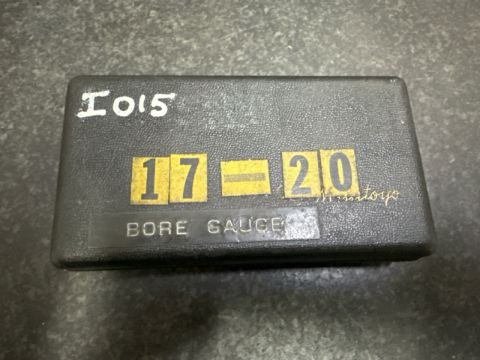 I015
17 - 20
Mitutoyo
BORE GAUGE